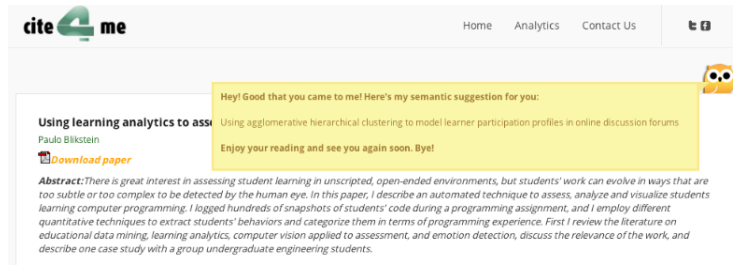 cite4me
Home Analytics Contact Us
Hey! Good that you came to me! Here's my semantic suggestion for you:
Using agglomerative hierarchical clustering to model learner participation profiles in online discussion forums
Enjoy your reading and see you again soon. Bye!
Using learning analytics to asse
Paulo Blikstein
Download paper
Abstract:There is great interest in assessing student learning in unscripted, open-ended environments, but students' work can evolve in ways that are
too subtle or too complex to be detected by the human eye. In this paper, I describe an automated technique to assess, analyze and visualize students
learning computer programming. I logged hundreds of snapshots of students' code during a programming assignment, and I employ different
quantitative techniques to extract students' behaviors and categorize them in terms of programming experience. First I review the literature on
educational data mining, learning analytics, computer vision applied to assessment, and emotion detection, discuss the relevance of the work, and
describe one case study with a group undergraduate engineering students.